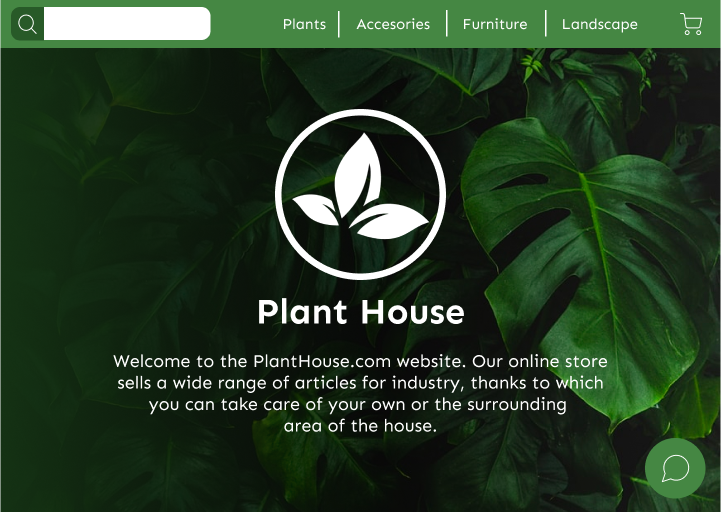 Plants
Accesories
Furniture
Landscape
Plant House
Welcome to the PlantHouse.com website. Our online store
sells a wide range of articles for industry, thanks to which
you can take care of your own or the surrounding
area of the house.